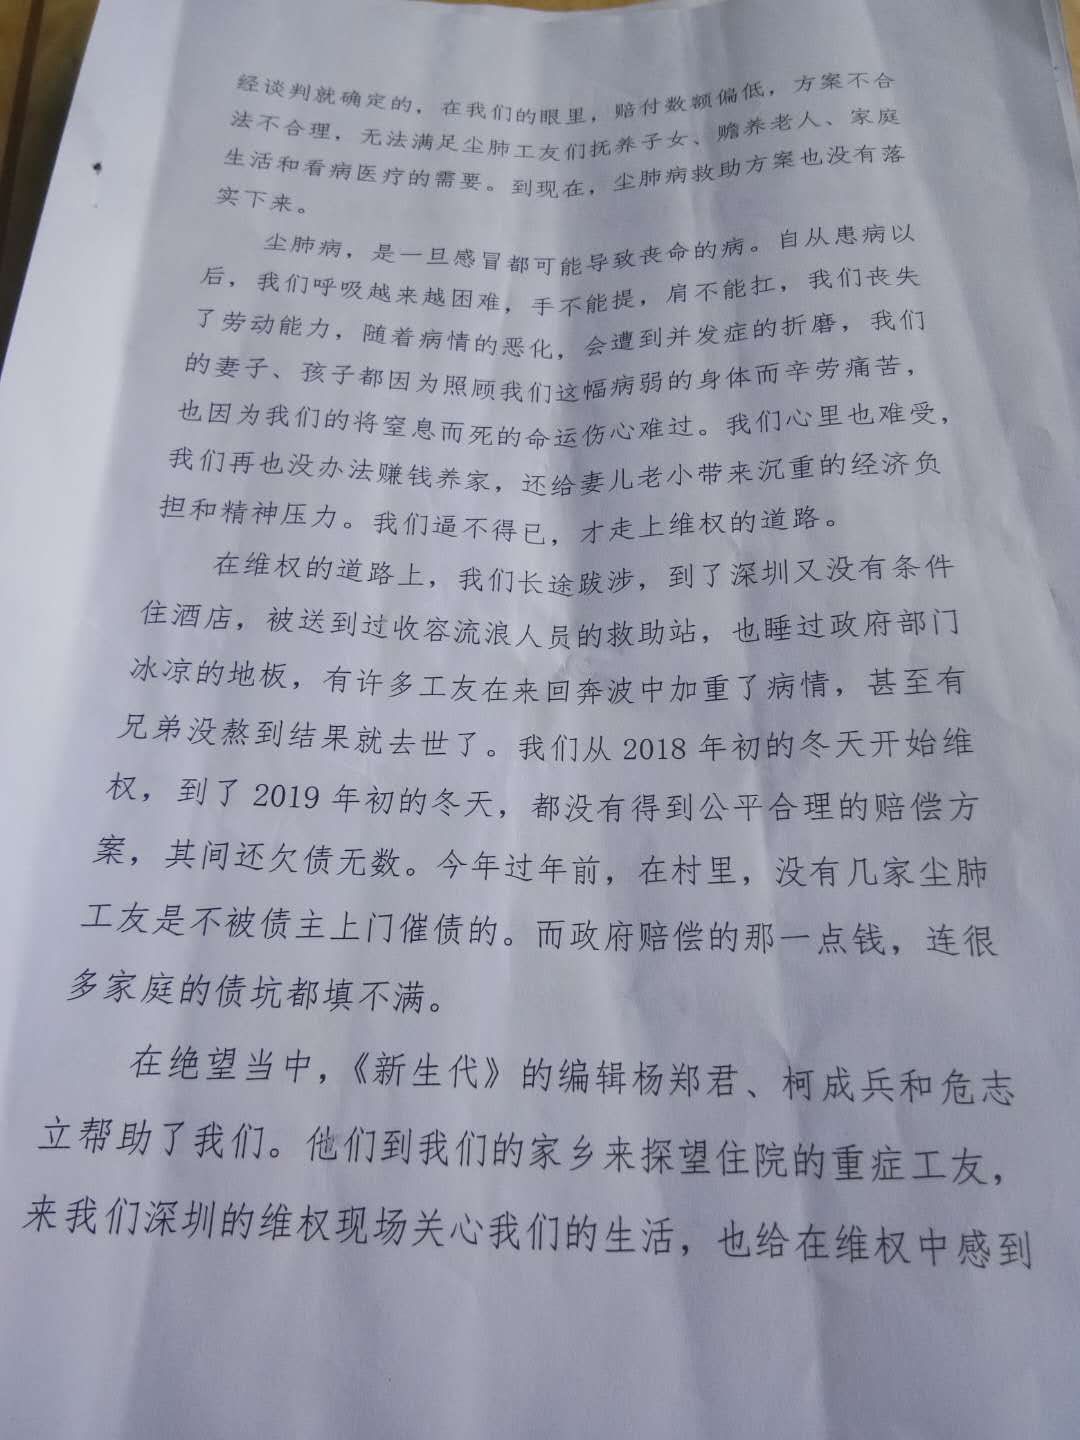 经谈判就确定的，在我们的眼里，赔付数额偏低，方案不合
法不合理，无法满足尘肺工友们抚养子女、赡养老人、家庭
生活和看病医疗的需要。到现在，尘肺病救助方案也没有落
实下来。
尘肺病，是一旦感冒都可能导致丧命的病。自从患病以
后，我们呼吸越来越困难，手不能提，肩不能扛，我们丧失
了劳动能力，随着病情的恶化，会遭到并发症的折磨，我们
的妻子、孩子都因为照顾我们这幅病弱的身体而辛劳痛苦，
也因为我们的将窒息而死的命运伤心难过。我们心里也难受，
我们再也没办法赚钱养家，还给妻儿老小带来沉重的经济负
担和精神压力。我们逼不得已，才走上维权的道路。
在维权的道路上，我们长途跋涉，到了深圳又没有条件
住酒店，被送到过收容流浪人员的救助站，也睡过政府部门
冰凉的地板，有许多工友在来回奔波中加重了病情，甚至有
兄弟没熬到结果就去世了。我们从 2018 年初的冬天开始维
权，到了 2019 年初的冬天，都没有得到公平合理的赔偿方
案，其间还欠债无数。今年过年前，在村里，没有几家尘肺
工友是不被债主上门催债的。而政府赔偿的那一点钱，连很
多家庭的债坑都填不满。
在绝望当中，《新生代》的编辑杨郑君、柯成兵和危志
立帮助了我们。他们到我们的家乡来探望住院的重症工友，
来我们深圳的维权现场关心我们的生活，也给在维权中感到